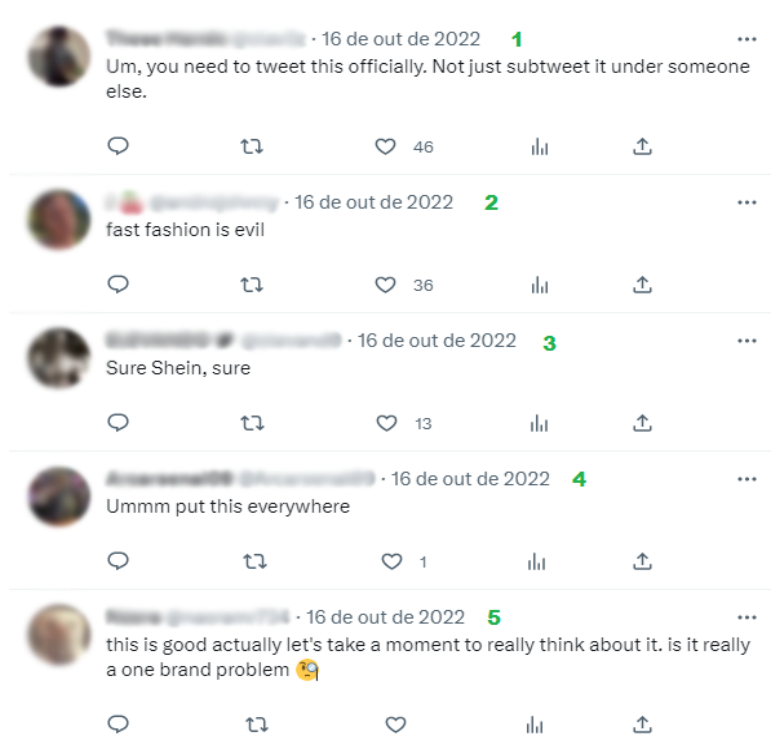 · 16 de out de 2022 1
Um, you need to tweet this officially. Not just subtweet it under someone
else.
46
· 16 de out de 2022 2
fast fashion is evil
36
· 16 de out de 2022 3
Sure Shein, sure
13
· 16 de out de 2022 4
Ummm put this everywhere
1
· 16 de out de 2022 5
this is good actually let's take a moment to really think about it. is it really
a one brand problem 🧐